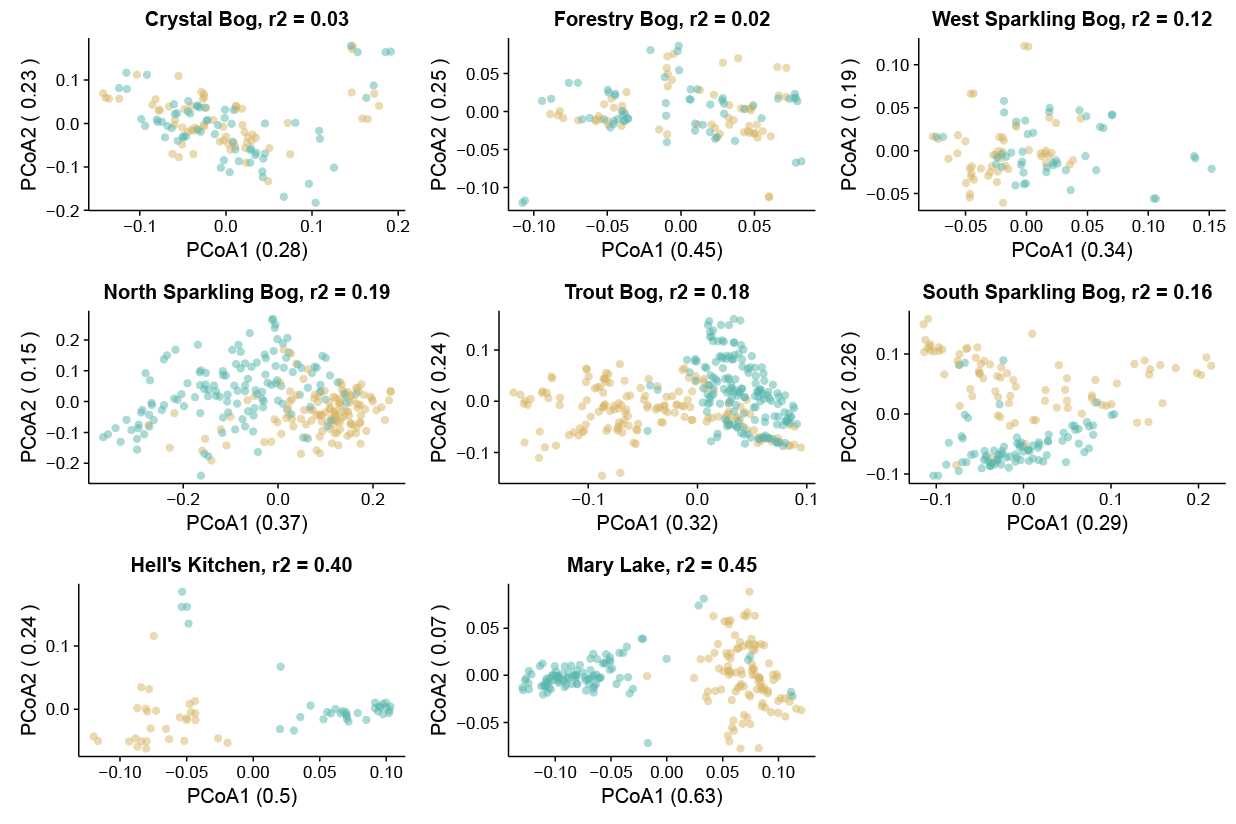 Crystal Bog, r2 = 0.03
PCoA2 ( 0.23 )
0.1
0.0
−0.1
−0.2
−0.1
0.0
0.1
0.2
PCoA1 (0.28)
Forestry Bog, r2 = 0.02
PCoA2 ( 0.25 )
0.05
0.00
−0.05
−0.10
−0.10
−0.05
0.00
0.05
PCoA1 (0.45)
West Sparkling Bog, r2 = 0.12
PCoA2 ( 0.19 )
0.10
0.05
0.00
−0.05
−0.05
0.00
0.05
0.10
0.15
PCoA1 (0.34)
North Sparkling Bog, r2 = 0.19
PCoA2 ( 0.15 )
0.2
0.1
0.0
−0.1
−0.2
−0.2
0.0
0.2
PCoA1 (0.37)
Trout Bog, r2 = 0.18
PCoA2 ( 0.24 )
0.1
0.0
−0.1
−0.1
0.0
0.1
PCoA1 (0.32)
South Sparkling Bog, r2 = 0.16
PCoA2 ( 0.26 )
0.1
0.0
−0.1
−0.1
0.0
0.1
0.2
PCoA1 (0.29)
Hell's Kitchen, r2 = 0.40
PCoA2 ( 0.24 )
0.1
0.0
−0.10
−0.05
0.00
0.05
0.10
PCoA1 (0.5)
Mary Lake, r2 = 0.45
PCoA2 ( 0.07 )
0.05
0.00
−0.05
−0.10
−0.05
0.00
0.05
0.10
PCoA1 (0.63)